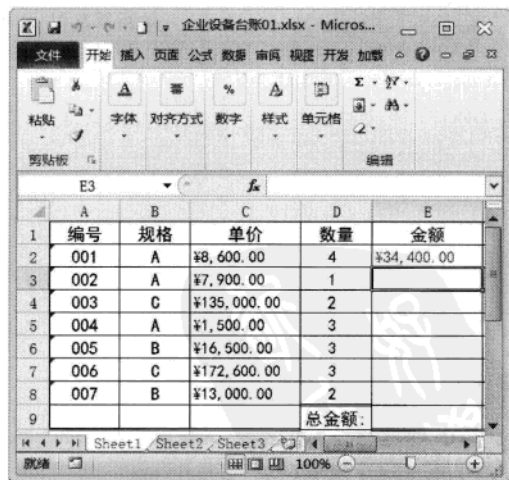 企业设备台账01.xlsx - Micros...
文件 开始 插入 页面 公式 数据 审阅 视图 开发 加载
粘贴 字体 对齐方式 数字 样式 单元格
剪贴板 编辑
E3 fx
A B C D E
1 编号 规格 单价 数量 金额
2 001 A ¥8,600.00 4 ¥34,400.00
3 002 A ¥7,900.00 1
4 003 C ¥135,000.00 2
5 004 A ¥1,500.00 3
6 005 B ¥16,500.00 3
7 006 C ¥172,600.00 3
8 007 B ¥13,000.00 2
9 总金额:
Sheet1 Sheet2 Sheet3
就绪 100%